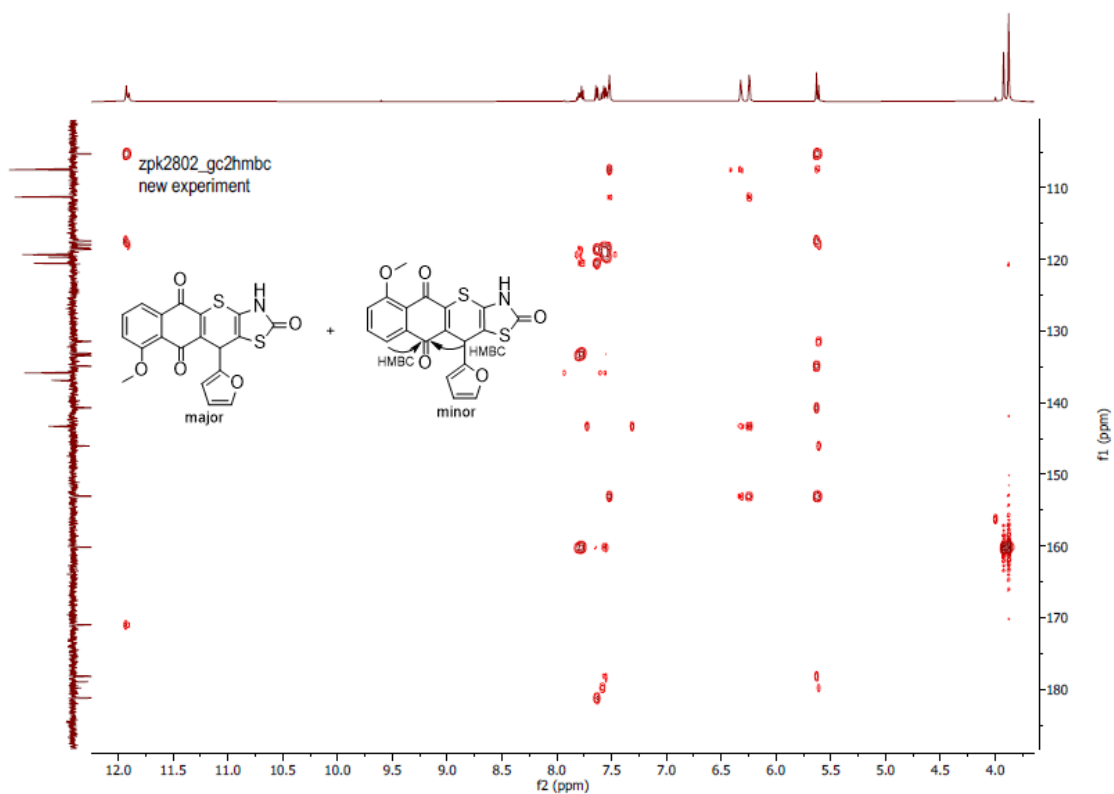 zpk2802_gc2hmbc
new experiment
O
S
H
N
O
S
O
O
O
major
+
O
O
S
H
N
O
S
O
O
HMBC
HMBC
minor
110
120
130
140
150
160
170
180
f1 (ppm)
12.0 11.5 11.0 10.5 10.0 9.5 9.0 8.5 8.0 7.5 7.0 6.5 6.0 5.5 5.0 4.5 4.0
f2 (ppm)